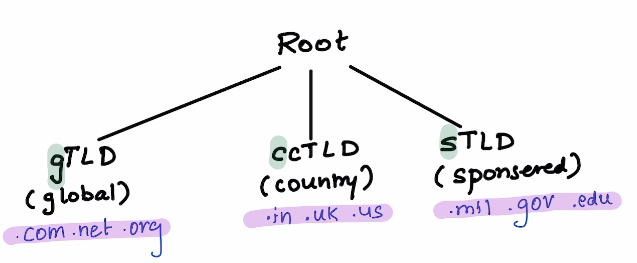 Root
gTLD
(global)
.com .net .org
ccTLD
(country)
.in .uk .us
sTLD
(sponsered)
.mil .gov .edu